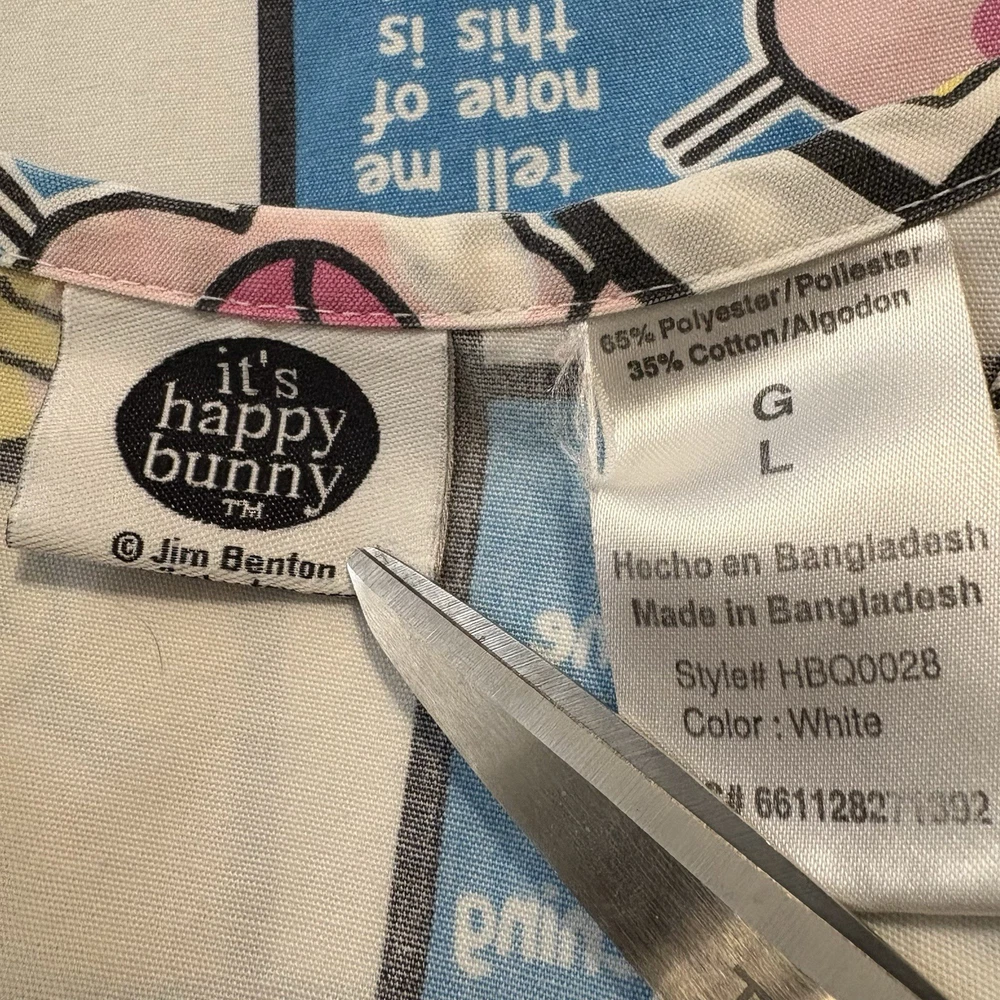 tell me
none of
this is
it's
happy
bunny
TM
© Jim Benton
65% Polyester/Poliester
35% Cotton/Algodon
G
L
Hecho en Bangladesh
Made in Bangladesh
Style# HBQ0028
Color : White